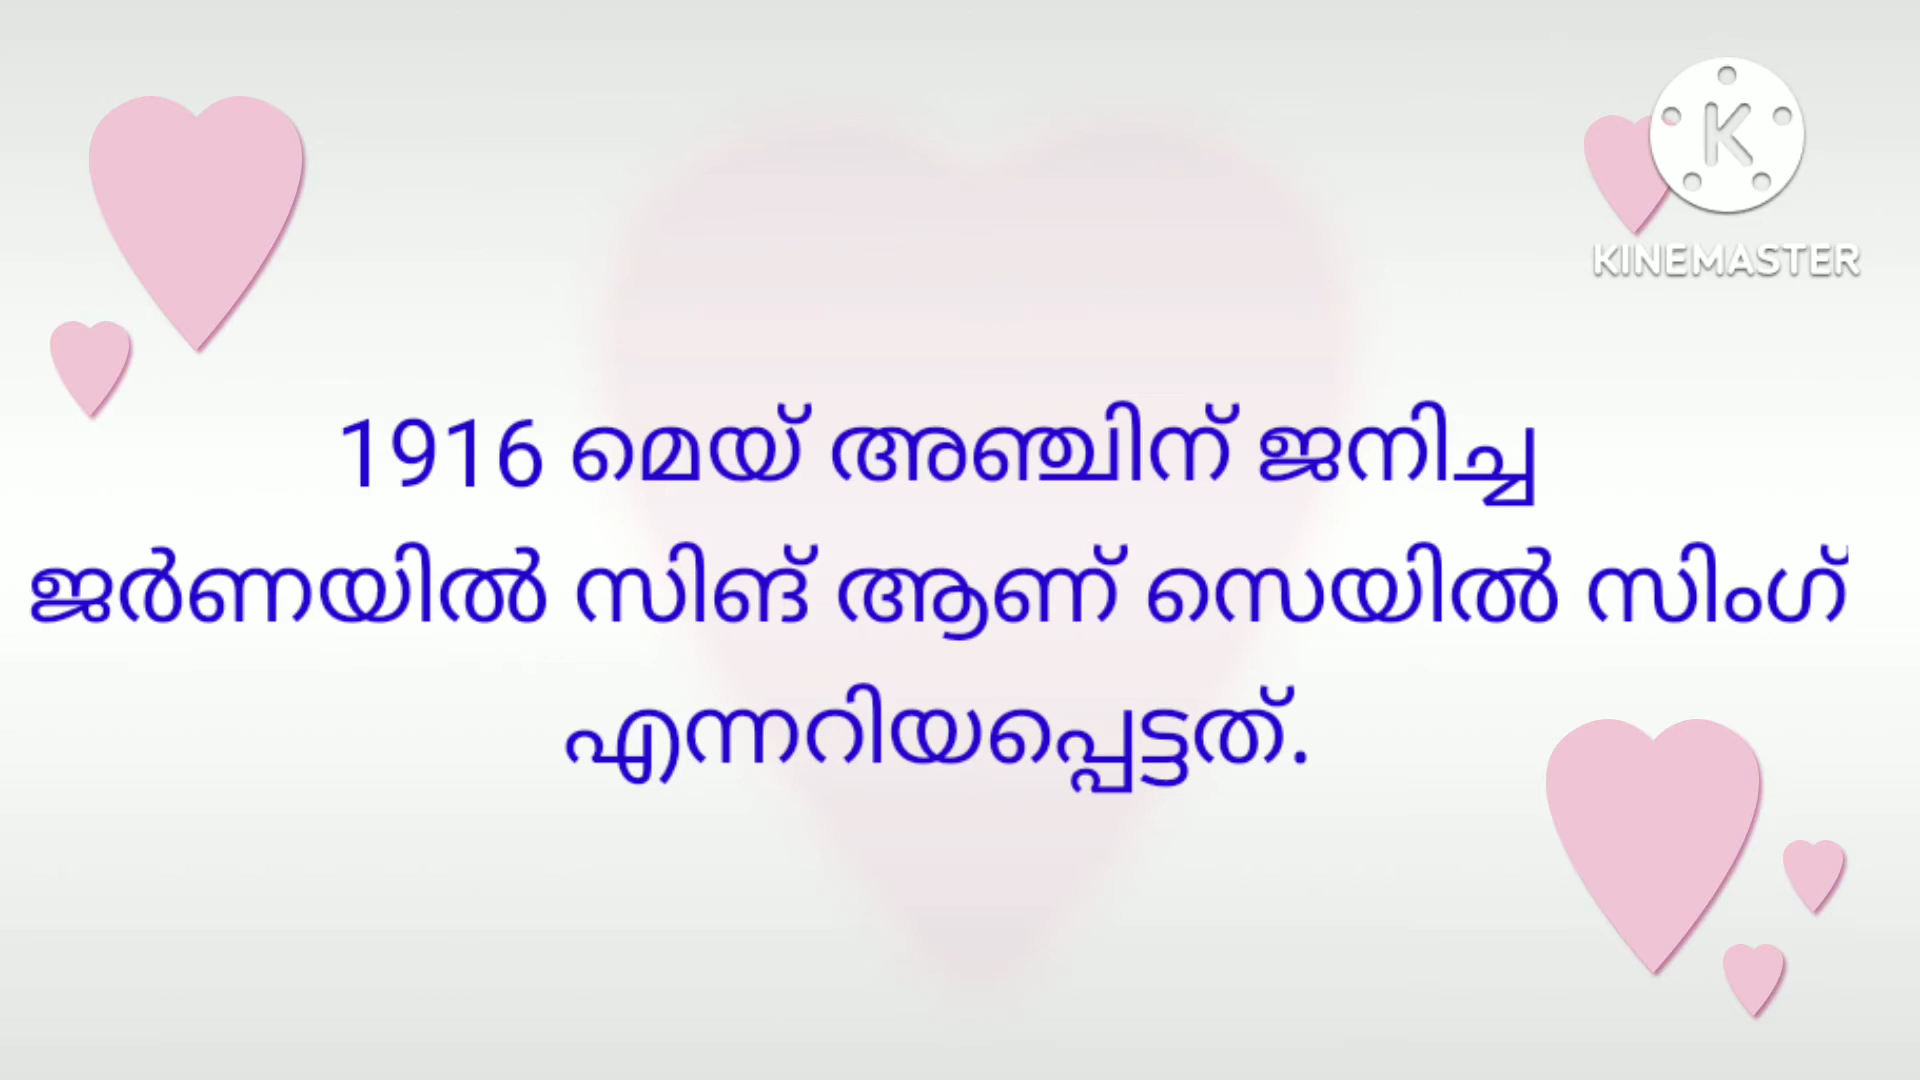 K
KINEMASTER
1916 മെയ് അഞ്ചിന് ജനിച്ച
ജർണയിൽ സിങ് ആണ് സെയിൽ സിംഗ്
എന്നറിയപ്പെട്ടത്.